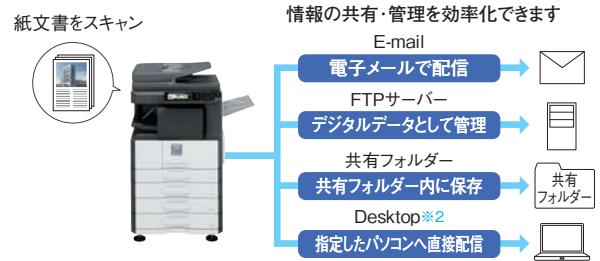 紙文書をスキャン
情報の共有・管理を効率化できます
E-mail
電子メールで配信
FTPサーバー
デジタルデータとして管理
共有フォルダー
共有フォルダー内に保存
共有
フォルダー
Desktop※2
指定したパソコンへ直接配信